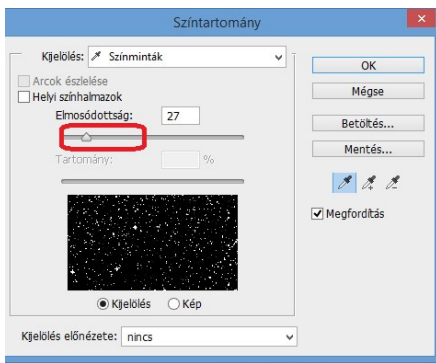 Színtartomány
Kijelölés: Színminták
Arcok észlelése
Helyi színhalmazok
Elmosódottság: 27
Tartomány: %
Kijelölés Kép
Kijelölés előnézete: nincs
OK
Mégse
Betöltés...
Mentés...
Megfordítás